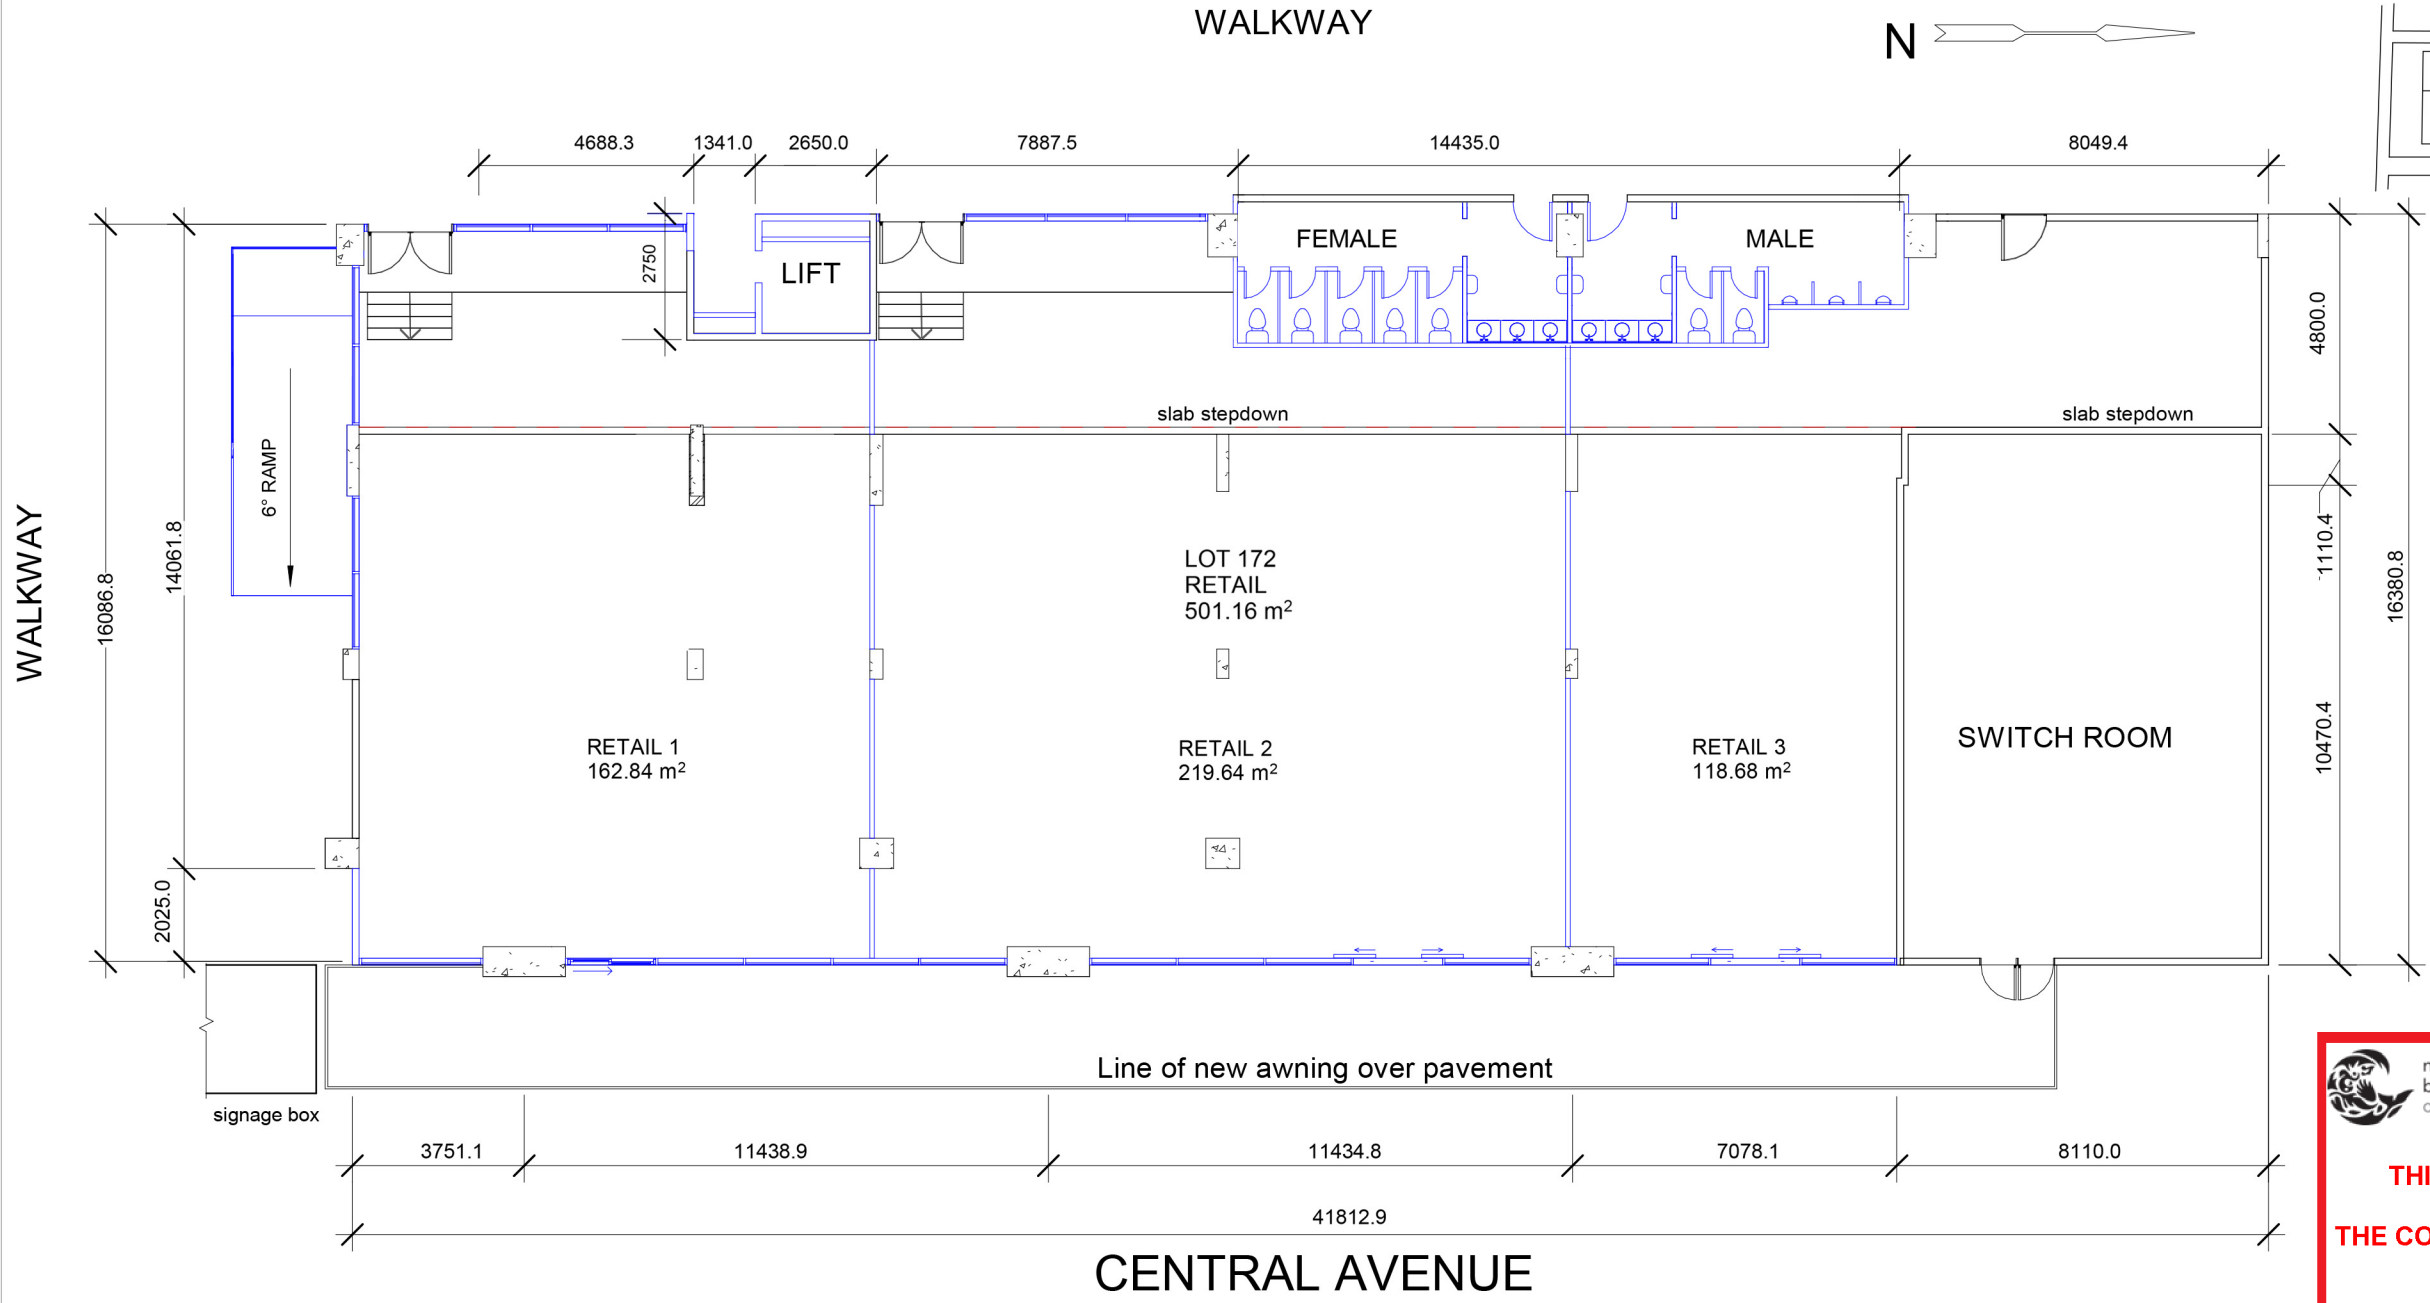 WALKWAY
N
4688.3
1341.0
2650.0
7887.5
14435.0
8049.4
2750
LIFT
FEMALE
MALE
4800.0
slab stepdown
slab stepdown
6° RAMP
WALKWAY
16086.8
14061.8
2025.0
LOT 172
RETAIL
501.16 m²
1110.4
16380.8
10470.4
RETAIL 1
162.84 m²
RETAIL 2
219.64 m²
RETAIL 3
118.68 m²
SWITCH ROOM
Line of new awning over pavement
signage box
3751.1
11438.9
11434.8
7078.1
8110.0
41812.9
CENTRAL AVENUE
THE CO